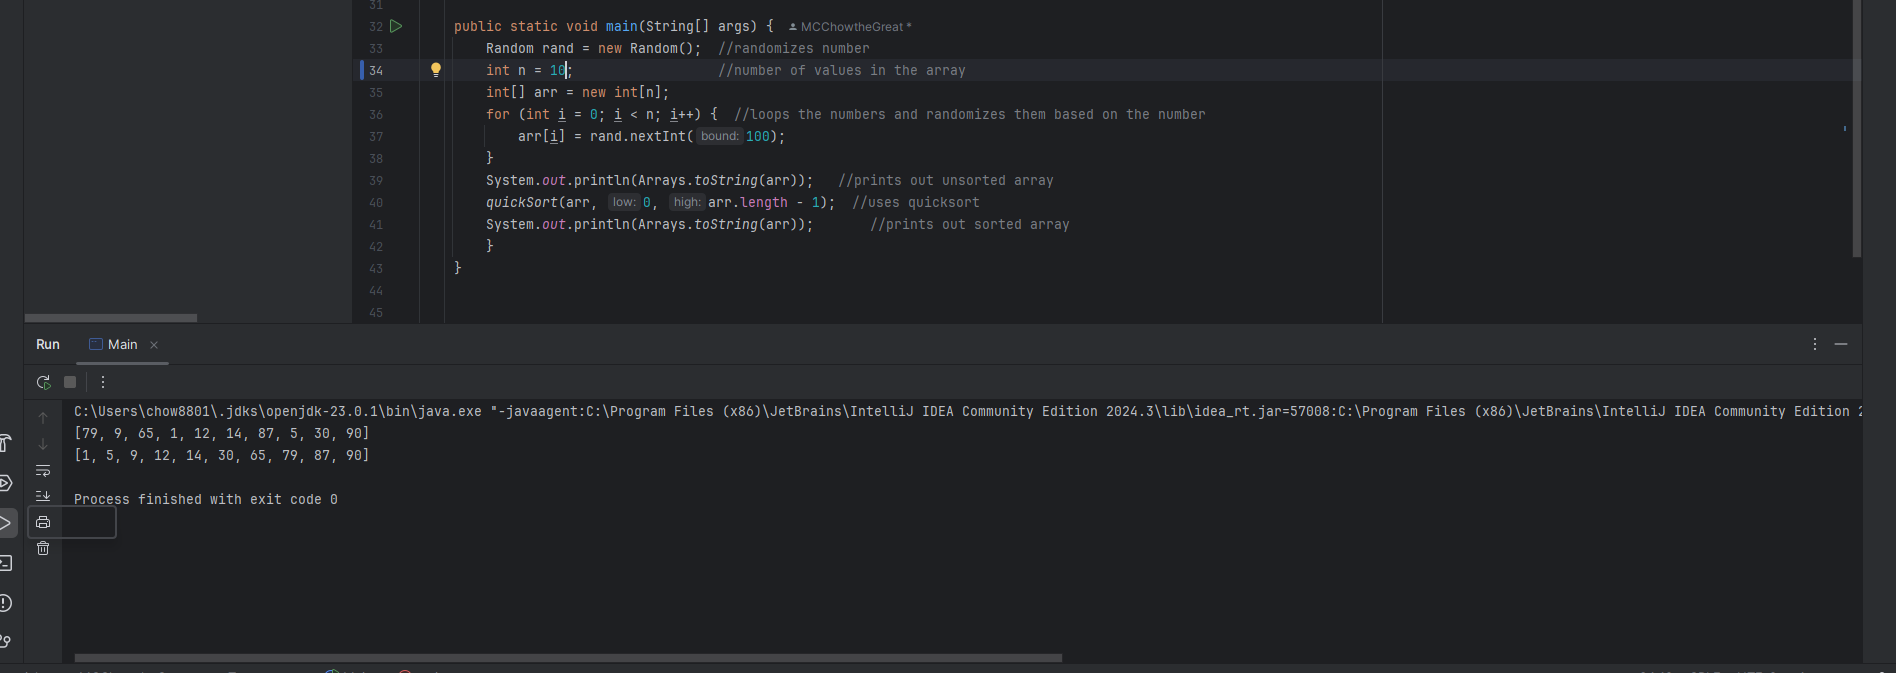 31
32 public static void main(String[] args) { MCChowtheGreat *
33 Random rand = new Random(); //randomizes number
34 int n = 10; //number of values in the array
35 int[] arr = new int[n];
36 for (int i = 0; i < n; i++) { //loops the numbers and randomizes them based on the number
37 arr[i] = rand.nextInt( bound: 100);
38 }
39 System.out.println(Arrays.toString(arr)); //prints out unsorted array
40 quickSort(arr, low: 0, high: arr.length - 1); //uses quicksort
41 System.out.println(Arrays.toString(arr)); //prints out sorted array
42 }
43 }
44
45
Run Main
C:\Users\chow8801\.jdks\openjdk-23.0.1\bin\java.exe "-javaagent:C:\Program Files (x86)\JetBrains\IntelliJ IDEA Community Edition 2024.3\lib\idea_rt.jar=57008:C:\Program Files (x86)\JetBrains\IntelliJ IDEA Community Edition 2
[79, 9, 65, 1, 12, 14, 87, 5, 30, 90]
[1, 5, 9, 12, 14, 30, 65, 79, 87, 90]
Process finished with exit code 0